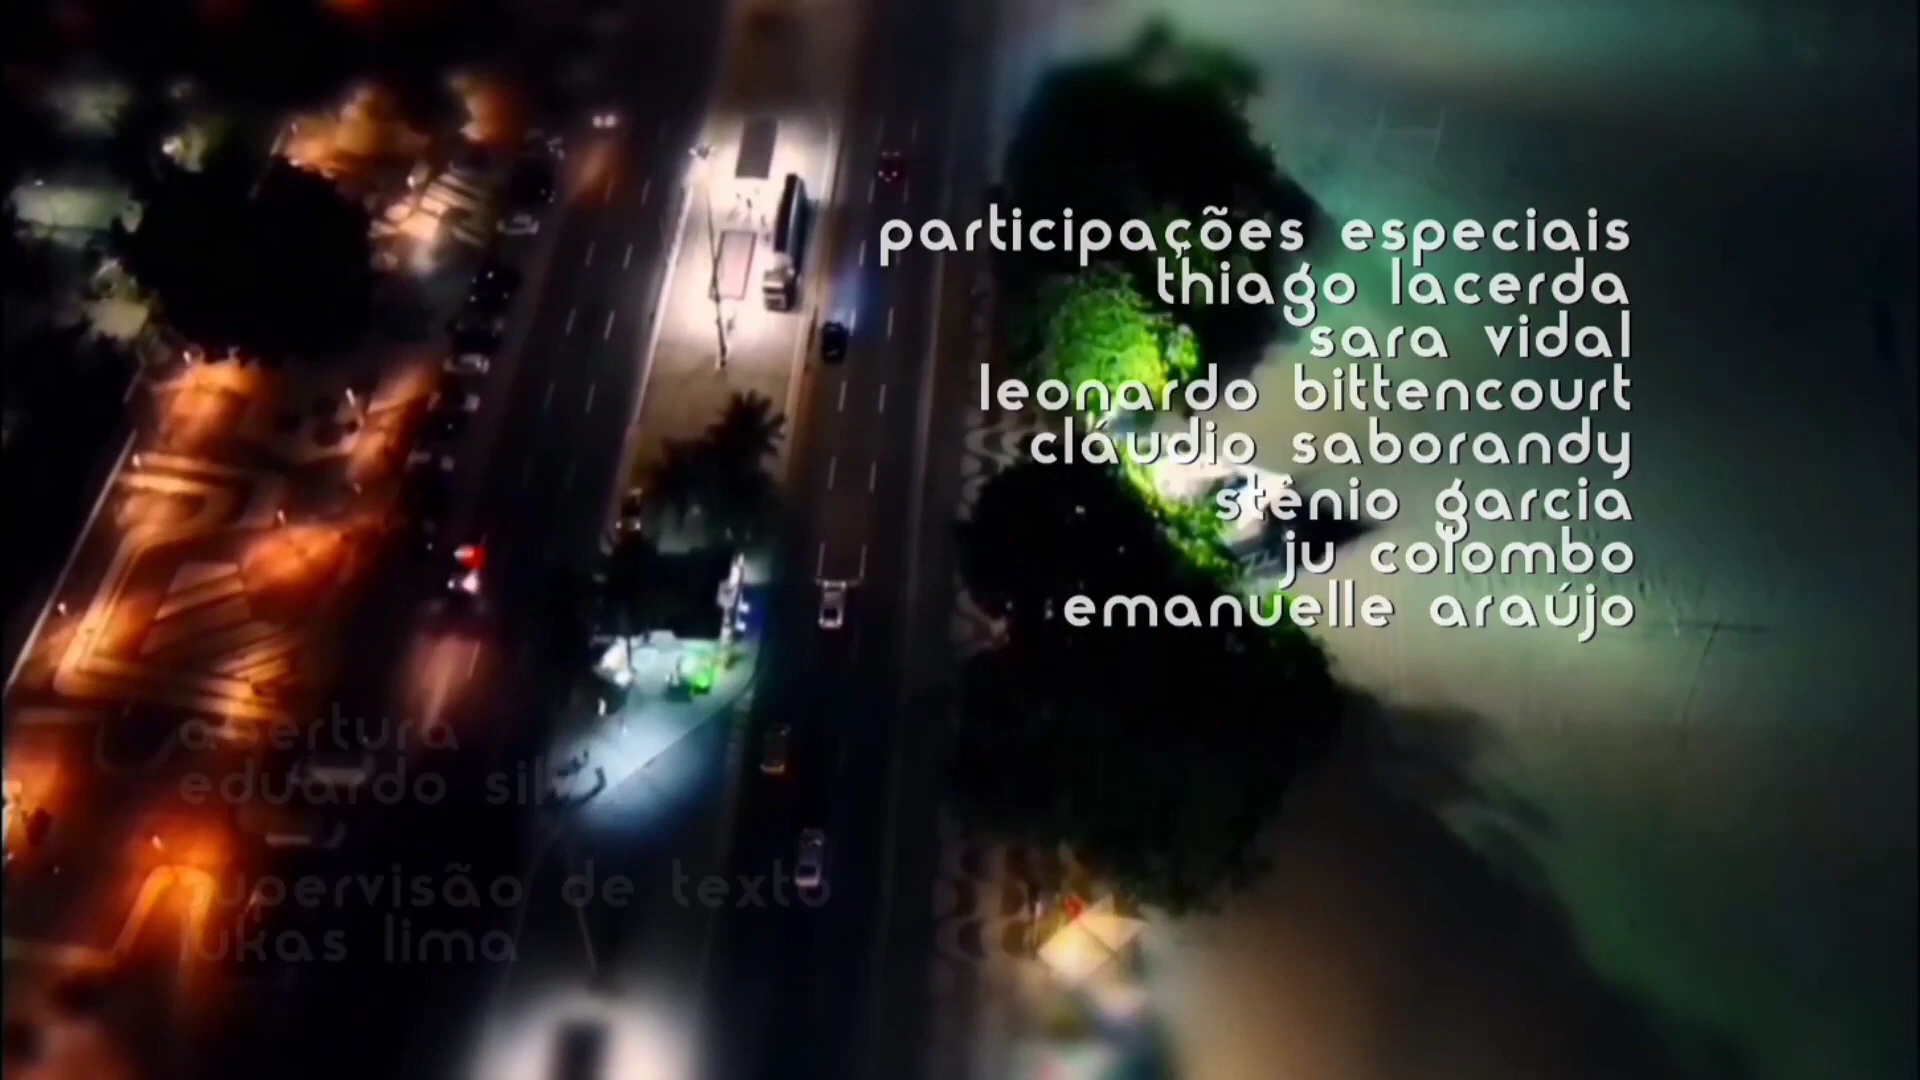 participações especiais
thiago lacerda
sara vidal
leonardo bittencourt
cláudio saborandy
stênio garcia
ju colombo
emanuelle araújo
abertura
eduardo silva
supervisão de texto
lukas lima